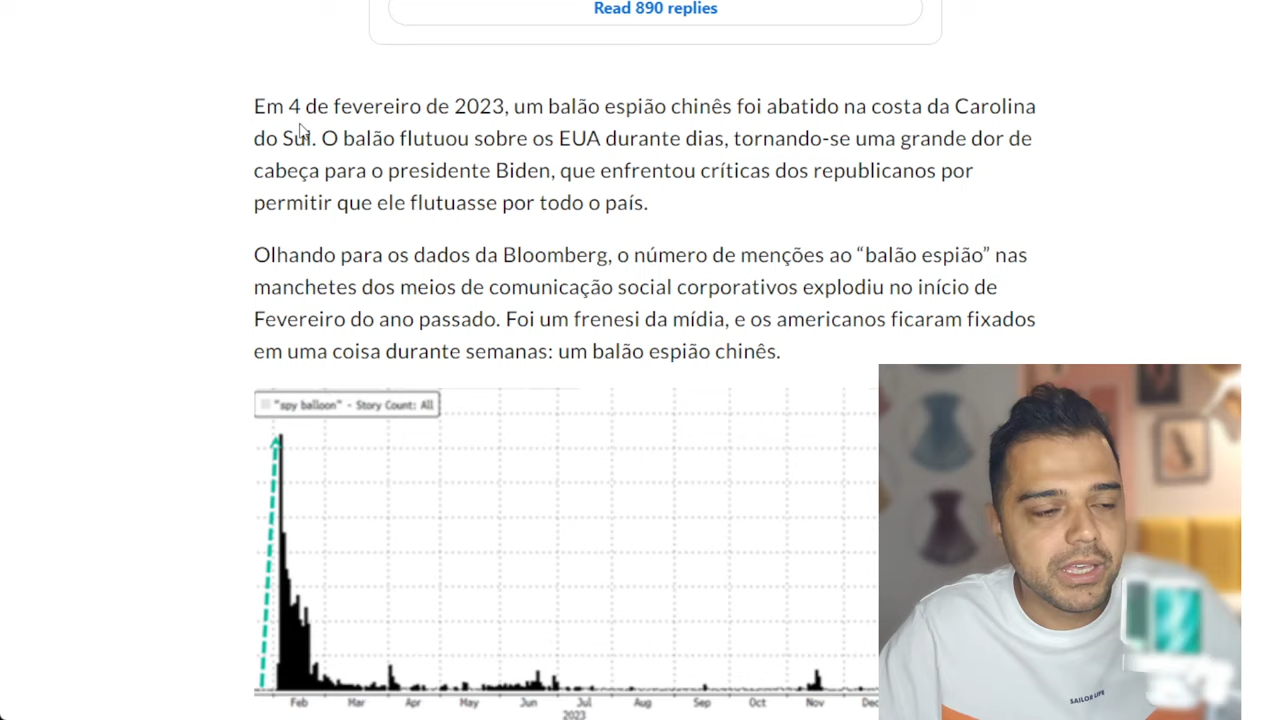 Read 890 replies
Em 4 de fevereiro de 2023, um balão espião chinês foi abatido na costa da Carolina
do Sul. O balão flutuou sobre os EUA durante dias, tornando-se uma grande dor de
cabeça para o presidente Biden, que enfrentou críticas dos republicanos por
permitir que ele flutuasse por todo o país.
Olhando para os dados da Bloomberg, o número de menções ao “balão espião” nas
manchetes dos meios de comunicação social corporativos explodiu no início de
Fevereiro do ano passado. Foi um frenesi da mídia, e os americanos ficaram fixados
em uma coisa durante semanas: um balão espião chinês.
"spy balloon" - Story Count: All
Feb Mar Apr May Jun Jul Aug Sep Oct Nov Dec
2023
SAILOR LIFE